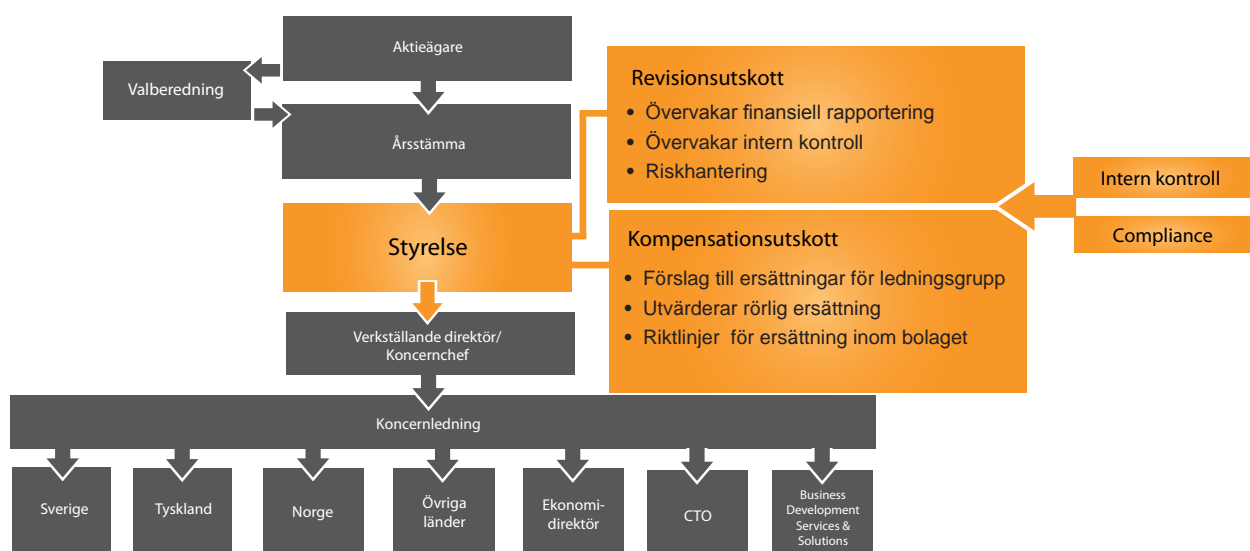 Aktieägare
Valberedning
Årsstämma
Styrelse
Verkställande direktör/
Koncernchef
Revisionsutskott
• Övervakar finansiell rapportering
• Övervakar intern kontroll
• Riskhantering
Kompensationsutskott
• Förslag till ersättningar för ledningsgrupp
• Utvärderar rörlig ersättning
• Riktlinjer för ersättning inom bolaget
Intern kontroll
Compliance
Koncernledning
Sverige
Tyskland
Norge
Övriga
länder
Ekonomi-
direktör
CTO
Business
Development
Services &
Solutions